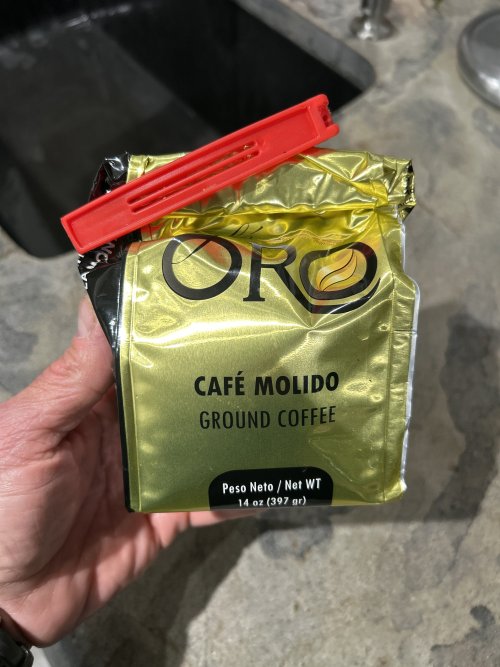 ORO
CAFÉ MOLIDO
GROUND COFFEE
Peso Neto / Net WT
14 oz (397 gr)